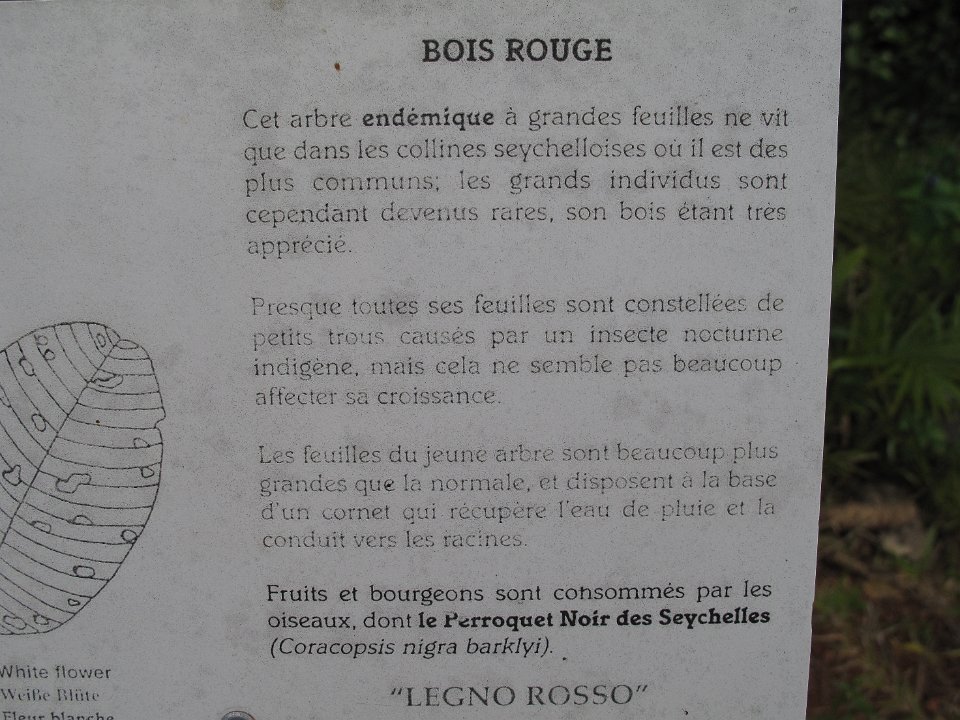 BOIS ROUGE
Cet arbre endémique à grandes feuilles ne vit
que dans les collines seychelloises où il est des
plus communs; les grands individus sont
cependant devenus rares, son bois étant très
apprécié.
Presque toutes ses feuilles sont constellées de
petits trous causés par un insecte nocturne
indigène, mais cela ne semble pas beaucoup
affecter sa croissance.
Les feuilles du jeune arbre sont beaucoup plus
grandes que la normale, et disposent à la base
d'un cornet qui récupère l'eau de pluie et la
conduit vers les racines.
Fruits et bourgeons sont consommés par les
oiseaux, dont le Perroquet Noir des Seychelles
(Coracopsis nigra barklyi).
"LEGNO ROSSO"
White flower
Weiße Blüte
Fleur blanche